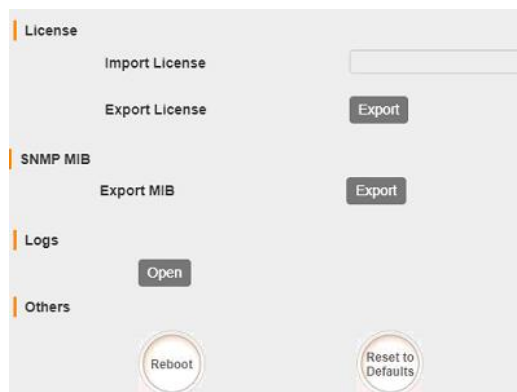 License
Import License
Export License Export
SNMP MIB
Export MIB Export
Logs
Open
Others
Reboot Reset to
Defaults